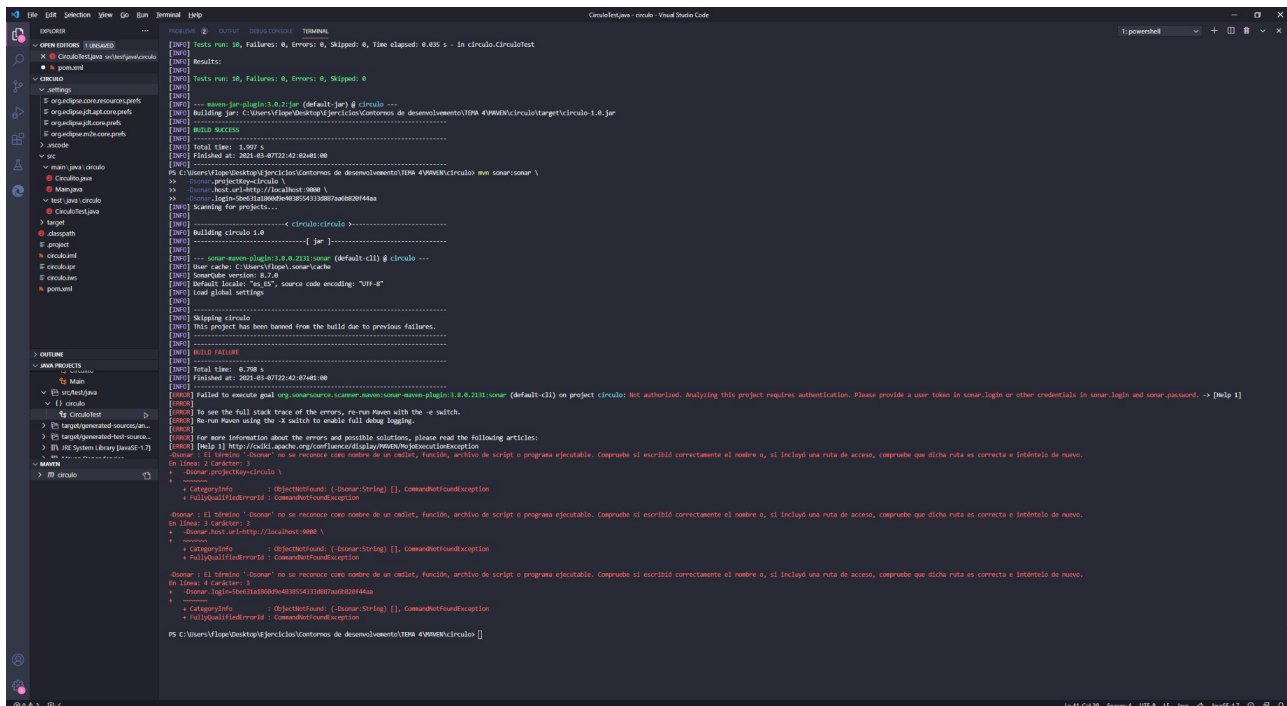 File Edit Selection View Go Run Terminal Help
CirculoTest.java - circulo - Visual Studio Code
EXPLORER
OPEN EDITORS 1 UNSAVED
CirculoTest.java src\test\java\circulo
pom.xml
CIRCULO
.settings
org.eclipse.core.resources.prefs
org.eclipse.jdt.apt.core.prefs
org.eclipse.jdt.core.prefs
org.eclipse.m2e.core.prefs
.vscode
src
main \ java \ circulo
Circulito.java
Main.java
test \ java \ circulo
CirculoTest.java
target
.classpath
.project
circulo.iml
circulo.ipr
circulo.iws
pom.xml
OUTLINE
JAVA PROJECTS
Circulito
Main
src/test/java
{} circulo
CirculoTest
target/generated-sources/an...
target/generated-test-source...
JRE System Library [JavaSE-1.7]
MAVEN
circulo
PROBLEMS 2 OUTPUT DEBUG CONSOLE TERMINAL
1: powershell
[INFO] Tests run: 10, Failures: 0, Errors: 0, Skipped: 0, Time elapsed: 0.035 s - in circulo.CirculoTest
[INFO]
[INFO] Results:
[INFO]
[INFO] Tests run: 10, Failures: 0, Errors: 0, Skipped: 0
[INFO]
[INFO]
[INFO] --- maven-jar-plugin:3.0.2:jar (default-jar) @ circulo ---
[INFO] Building jar: C:\Users\flope\Desktop\Ejercicios\Contornos de desenvolvemento\TEMA 4\MAVEN\circulo\target\circulo-1.0.jar
[INFO] ------------------------------------------------------------------------
[INFO] BUILD SUCCESS
[INFO] ------------------------------------------------------------------------
[INFO] Total time: 1.997 s
[INFO] Finished at: 2021-03-07T22:42:02+01:00
[INFO] ------------------------------------------------------------------------
PS C:\Users\flope\Desktop\Ejercicios\Contornos de desenvolvemento\TEMA 4\MAVEN\circulo> mvn sonar:sonar \
>> -Dsonar.projectKey=circulo \
>> -Dsonar.host.url=http://localhost:9000 \
>> -Dsonar.login=5be631a1860d9e4038554333d887aa6b820f44aa
[INFO] Scanning for projects...
[INFO]
[INFO] -----------------------< circulo:circulo >-----------------------
[INFO] Building circulo 1.0
[INFO] --------------------------------[ jar ]---------------------------------
[INFO]
[INFO] --- sonar-maven-plugin:3.8.0.2131:sonar (default-cli) @ circulo ---
[INFO] User cache: C:\Users\flope\.sonar\cache
[INFO] SonarQube version: 8.7.0
[INFO] Default locale: "es_ES", source code encoding: "UTF-8"
[INFO] Load global settings
[INFO]
[INFO] ------------------------------------------------------------------------
[INFO] Skipping circulo
[INFO] This project has been banned from the build due to previous failures.
[INFO] ------------------------------------------------------------------------
[INFO] ------------------------------------------------------------------------
[INFO] BUILD FAILURE
[INFO] ------------------------------------------------------------------------
[INFO] Total time: 0.798 s
[INFO] Finished at: 2021-03-07T22:42:07+01:00
[INFO] ------------------------------------------------------------------------
[ERROR] Failed to execute goal org.sonarsource.scanner.maven:sonar-maven-plugin:3.8.0.2131:sonar (default-cli) on project circulo: Not authorized. Analyzing this project requires authentication. Please provide a user token in sonar.login or other credentials in sonar.login and sonar.password. -> [Help 1]
[ERROR]
[ERROR] To see the full stack trace of the errors, re-run Maven with the -e switch.
[ERROR] Re-run Maven using the -X switch to enable full debug logging.
[ERROR]
[ERROR] For more information about the errors and possible solutions, please read the following articles:
[ERROR] [Help 1] http://cwiki.apache.org/confluence/display/MAVEN/MojoExecutionException
-Dsonar : El término '-Dsonar' no se reconoce como nombre de un cmdlet, función, archivo de script o programa ejecutable. Compruebe si escribió correctamente el nombre o, si incluyó una ruta de acceso, compruebe que dicha ruta es correcta e inténtelo de nuevo.
En línea: 2 Carácter: 3
+ -Dsonar.projectKey=circulo \
+ ~~~~~~~
+ CategoryInfo : ObjectNotFound: (-Dsonar:String) [], CommandNotFoundException
+ FullyQualifiedErrorId : CommandNotFoundException
-Dsonar : El término '-Dsonar' no se reconoce como nombre de un cmdlet, función, archivo de script o programa ejecutable. Compruebe si escribió correctamente el nombre o, si incluyó una ruta de acceso, compruebe que dicha ruta es correcta e inténtelo de nuevo.
En línea: 3 Carácter: 3
+ -Dsonar.host.url=http://localhost:9000 \
+ ~~~~~~~
+ CategoryInfo : ObjectNotFound: (-Dsonar:String) [], CommandNotFoundException
+ FullyQualifiedErrorId : CommandNotFoundException
-Dsonar : El término '-Dsonar' no se reconoce como nombre de un cmdlet, función, archivo de script o programa ejecutable. Compruebe si escribió correctamente el nombre o, si incluyó una ruta de acceso, compruebe que dicha ruta es correcta e inténtelo de nuevo.
En línea: 4 Carácter: 3
+ -Dsonar.login=5be631a1860d9e4038554333d887aa6b820f44aa
+ ~~~~~~~
+ CategoryInfo : ObjectNotFound: (-Dsonar:String) [], CommandNotFoundException
+ FullyQualifiedErrorId : CommandNotFoundException
PS C:\Users\flope\Desktop\Ejercicios\Contornos de desenvolvemento\TEMA 4\MAVEN\circulo>